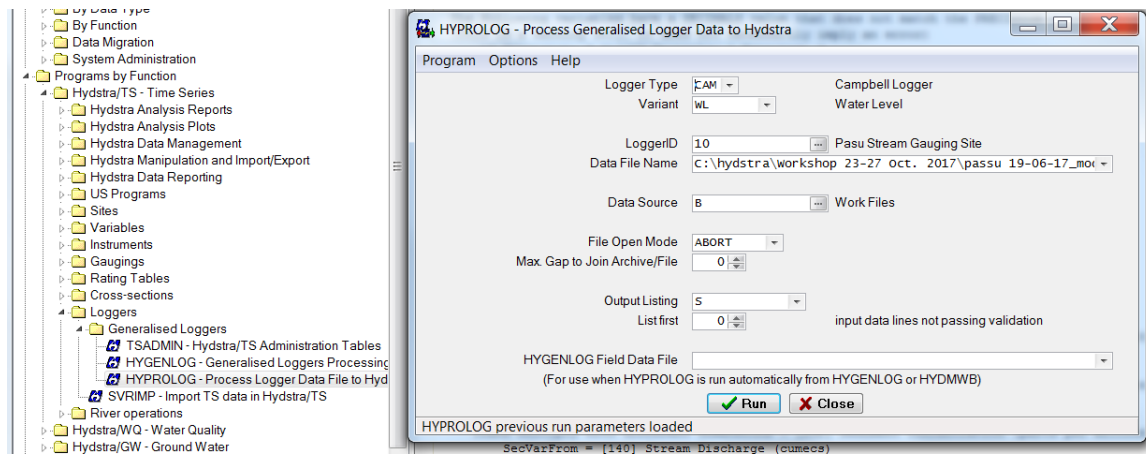 By Data Type
By Function
Data Migration
System Administration
Programs by Function
Hydstra/TS - Time Series
Hydstra Analysis Reports
Hydstra Analysis Plots
Hydstra Data Management
Hydstra Manipulation and Import/Export
Hydstra Data Reporting
US Programs
Sites
Variables
Instruments
Gaugings
Rating Tables
Cross-sections
Loggers
Generalised Loggers
TSADMIN - Hydstra/TS Administration Tables
HYGENLOG - Generalised Loggers Processing
HYPROLOG - Process Logger Data File to Hyd
SVRIMP - Import TS data in Hydstra/TS
River operations
Hydstra/WQ - Water Quality
Hydstra/GW - Ground Water
HYPROLOG - Process Generalised Logger Data to Hydstra
Program Options Help
Logger Type CAM Campbell Logger
Variant WL Water Level
LoggerID 10 ... Pasu Stream Gauging Site
Data File Name C:\hydstra\Workshop 23-27 Oct. 2017\passu 19-06-17_mod
Data Source B ... Work Files
File Open Mode ABORT
Max. Gap to Join Archive/File 0
Output Listing S
List first 0 input data lines not passing validation
HYGENLOG Field Data File
(For use when HYPROLOG is run automatically from HYGENLOG or HYDMWB)
Run Close
HYPROLOG previous run parameters loaded
SecVarFrom = [140] Stream Discharge (cumecs)